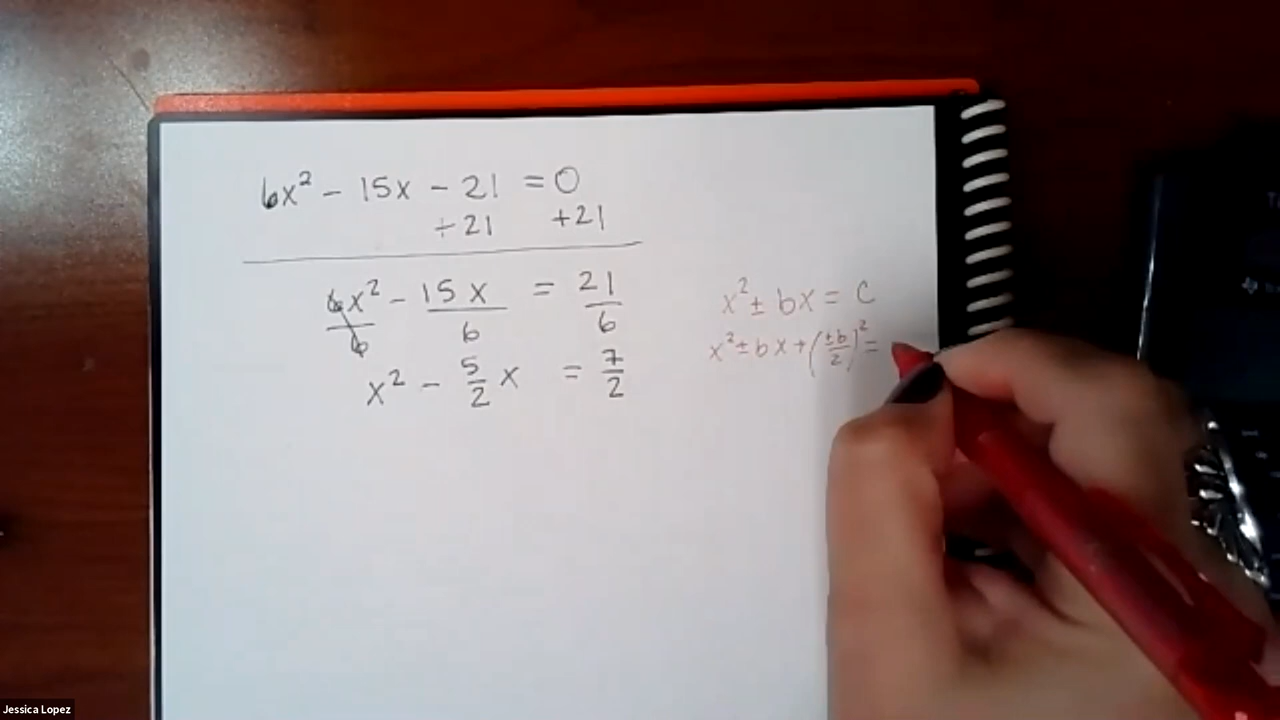 6x² - 15x - 21 = 0
+21 +21
6x²/6 - 15x/6 = 21/6
x² - 5/2 x = 7/2
x² ± bx = c
x² ± bx + (±b/2)² =
Jessica Lopez